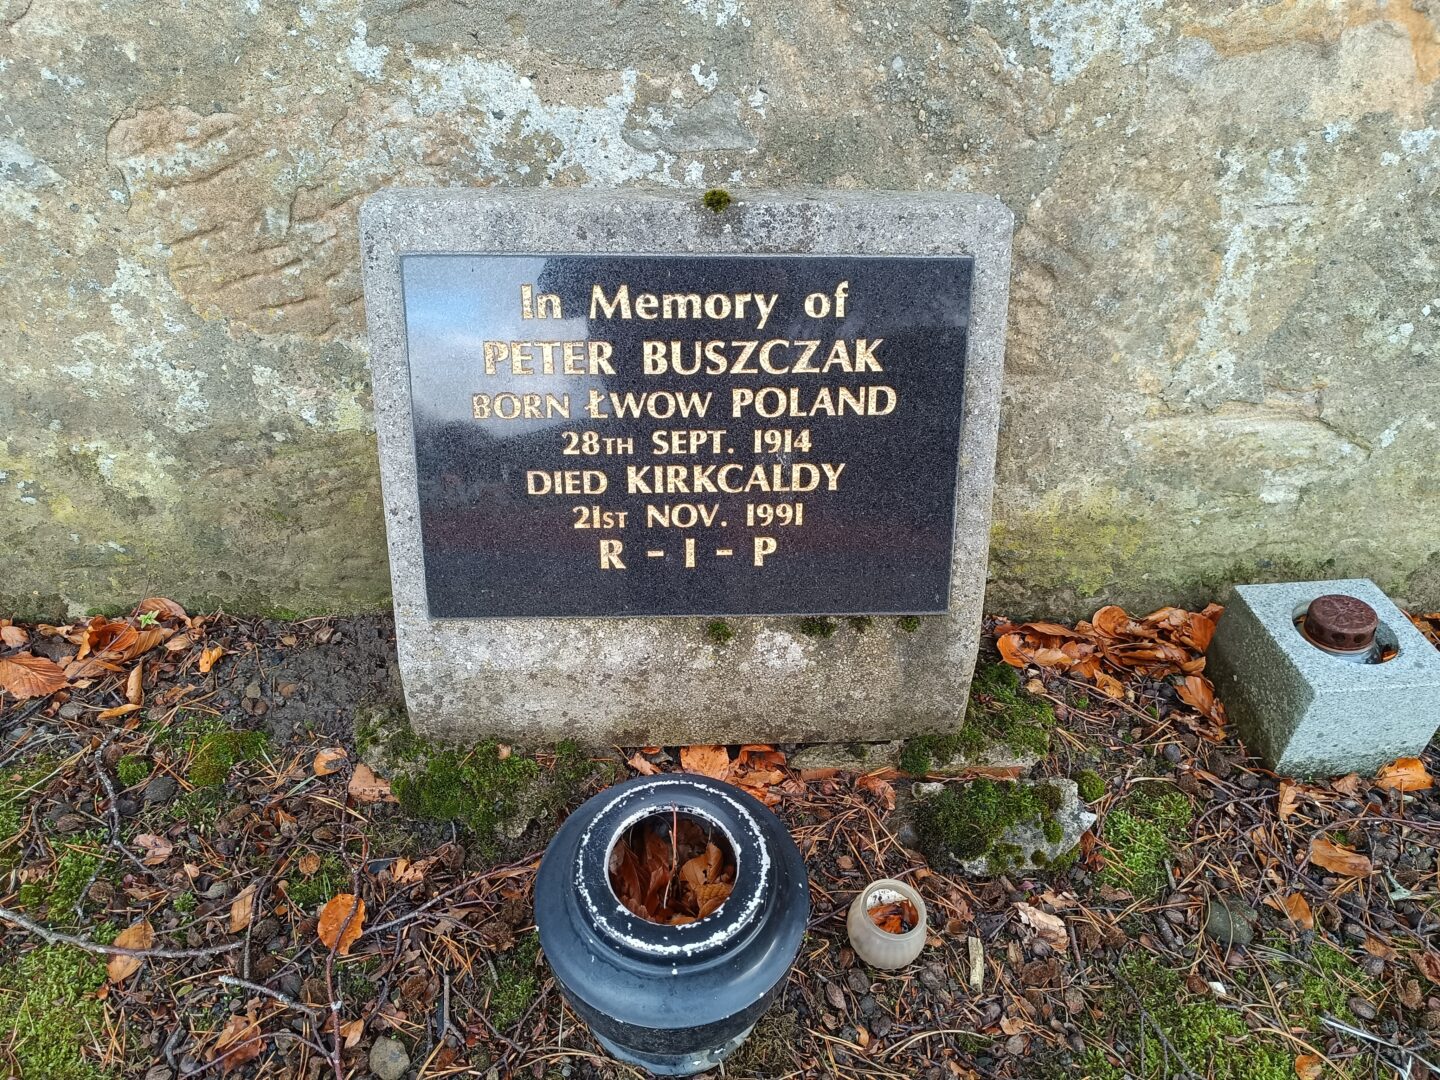 In Memory of
PETER BUSZCZAK
BORN ŁWOW POLAND
28TH SEPT. 1914
DIED KIRKCALDY
21ST NOV. 1991
R - I - P